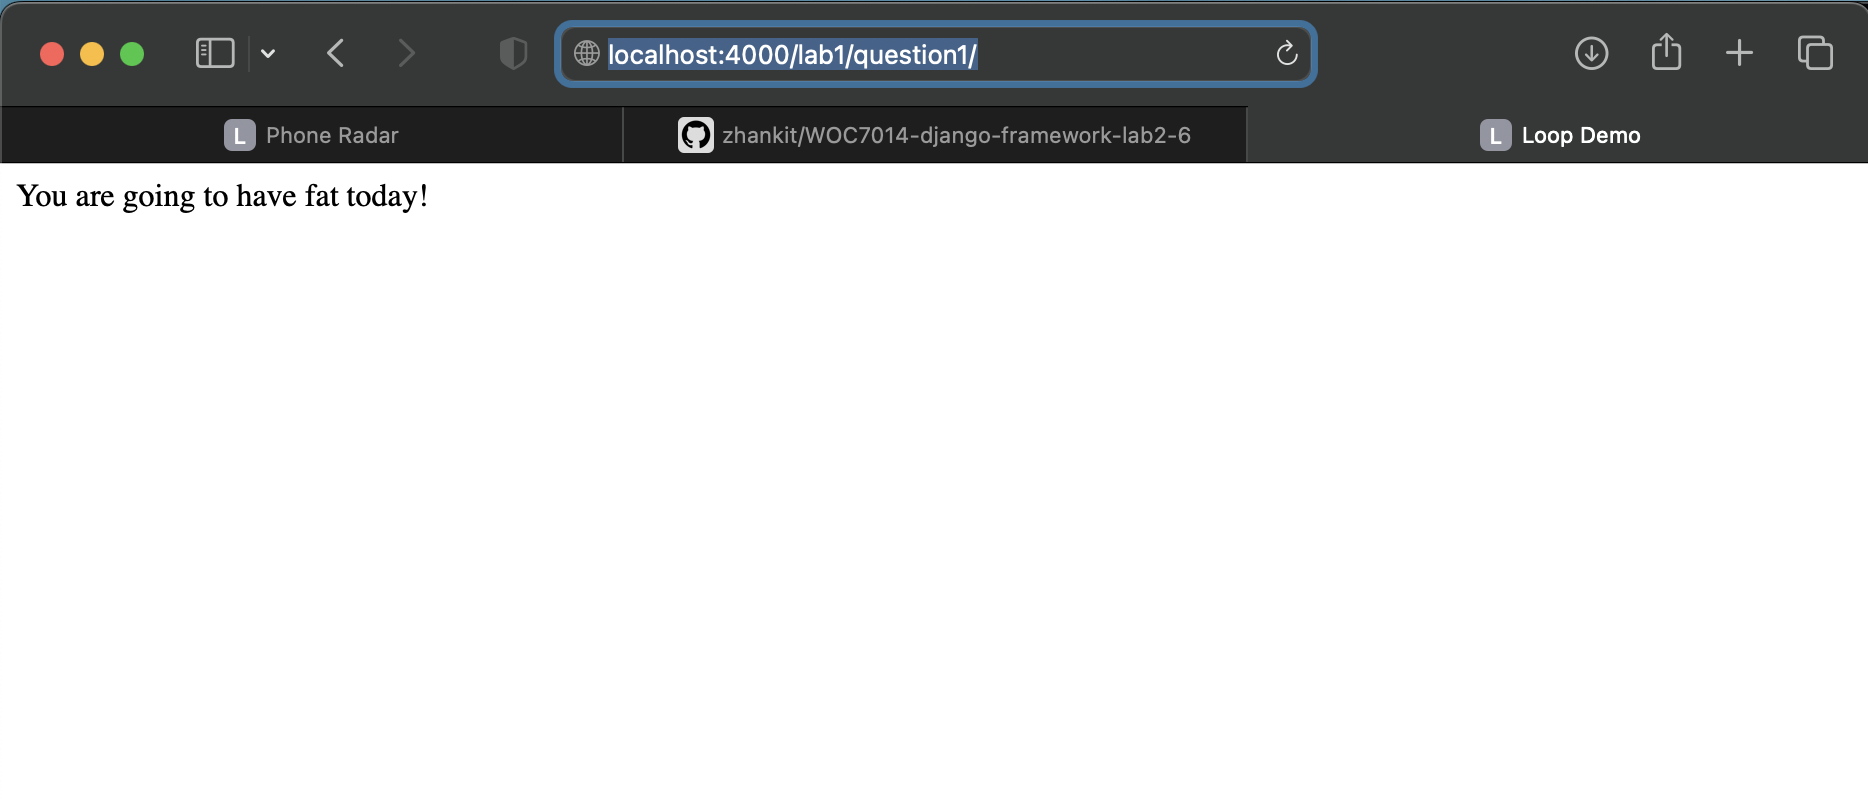 localhost:4000/lab1/question1/
L Phone Radar
zhankit/WOC7014-django-framework-lab2-6
L Loop Demo
You are going to have fat today!